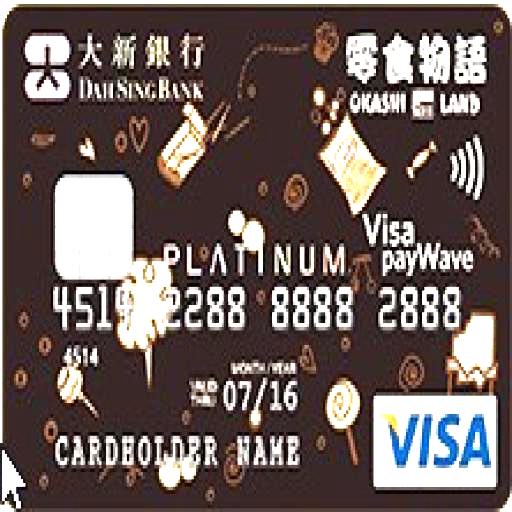 大新銀行
DAH SING BANK
零食物語
OKASHI LAND
Visa
payWave
PLATINUM
4514 2288 8888 2888
4514
MONTH/YEAR
VALID
THRU
07/16
CARDHOLDER NAME
VISA